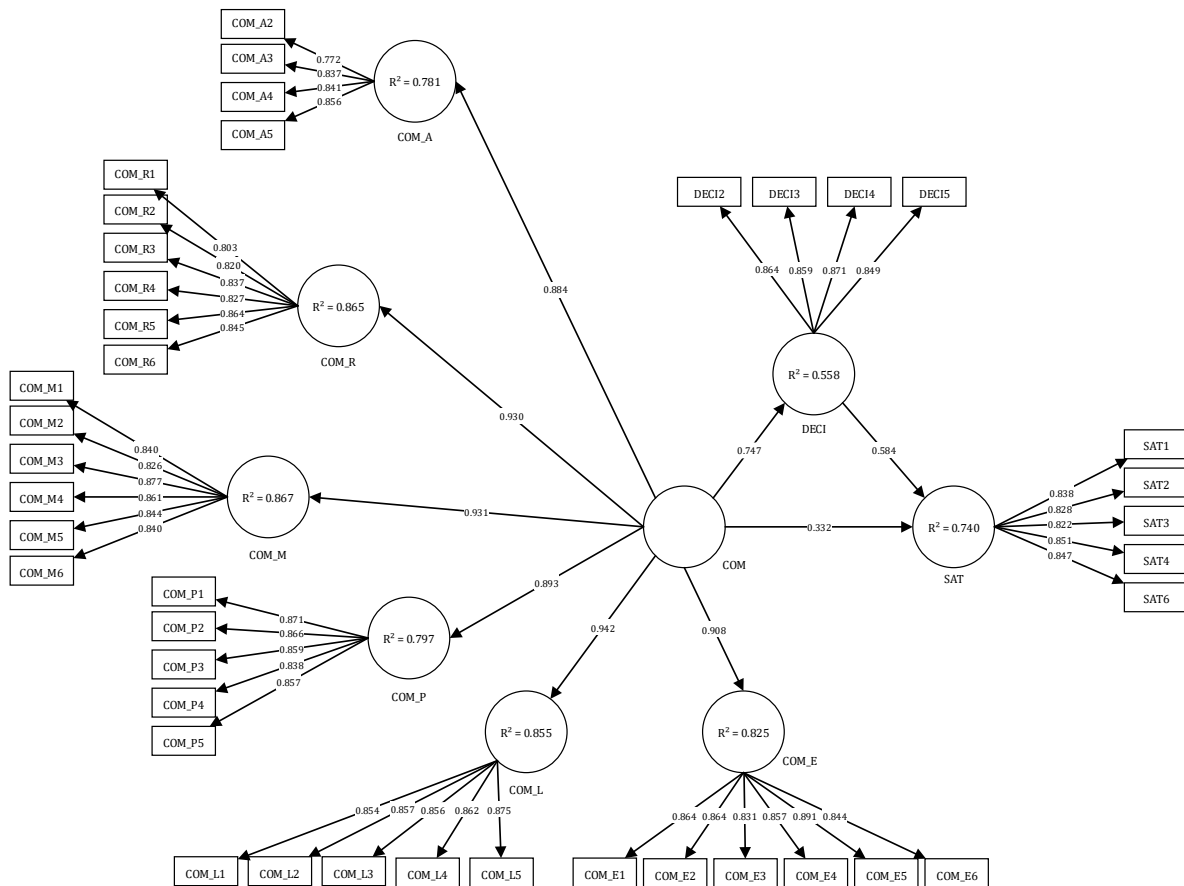 COM_A2
COM_A3
COM_A4
COM_A5
0.772
0.837
0.841
0.856
R² = 0.781
COM_A
COM_R1
COM_R2
COM_R3
COM_R4
COM_R5
COM_R6
0.803
0.820
0.837
0.827
0.864
0.845
R² = 0.865
COM_R
COM_M1
COM_M2
COM_M3
COM_M4
COM_M5
COM_M6
0.840
0.826
0.877
0.861
0.844
0.840
R² = 0.867
COM_M
COM_P1
COM_P2
COM_P3
COM_P4
COM_P5
0.871
0.866
0.859
0.838
0.857
R² = 0.797
COM_P
0.884
0.930
0.931
0.893
0.942
0.908
0.747
0.332
0.584
COM
DECI2
DECI3
DECI4
DECI5
0.864
0.859
0.871
0.849
R² = 0.558
DECI
R² = 0.740
SAT
0.838
0.828
0.822
0.851
0.847
SAT1
SAT2
SAT3
SAT4
SAT6
R² = 0.855
COM_L
0.854
0.857
0.856
0.862
0.875
COM_L1
COM_L2
COM_L3
COM_L4
COM_L5
R² = 0.825
COM_E
0.864
0.864
0.831
0.857
0.891
0.844
COM_E1
COM_E2
COM_E3
COM_E4
COM_E5
COM_E6